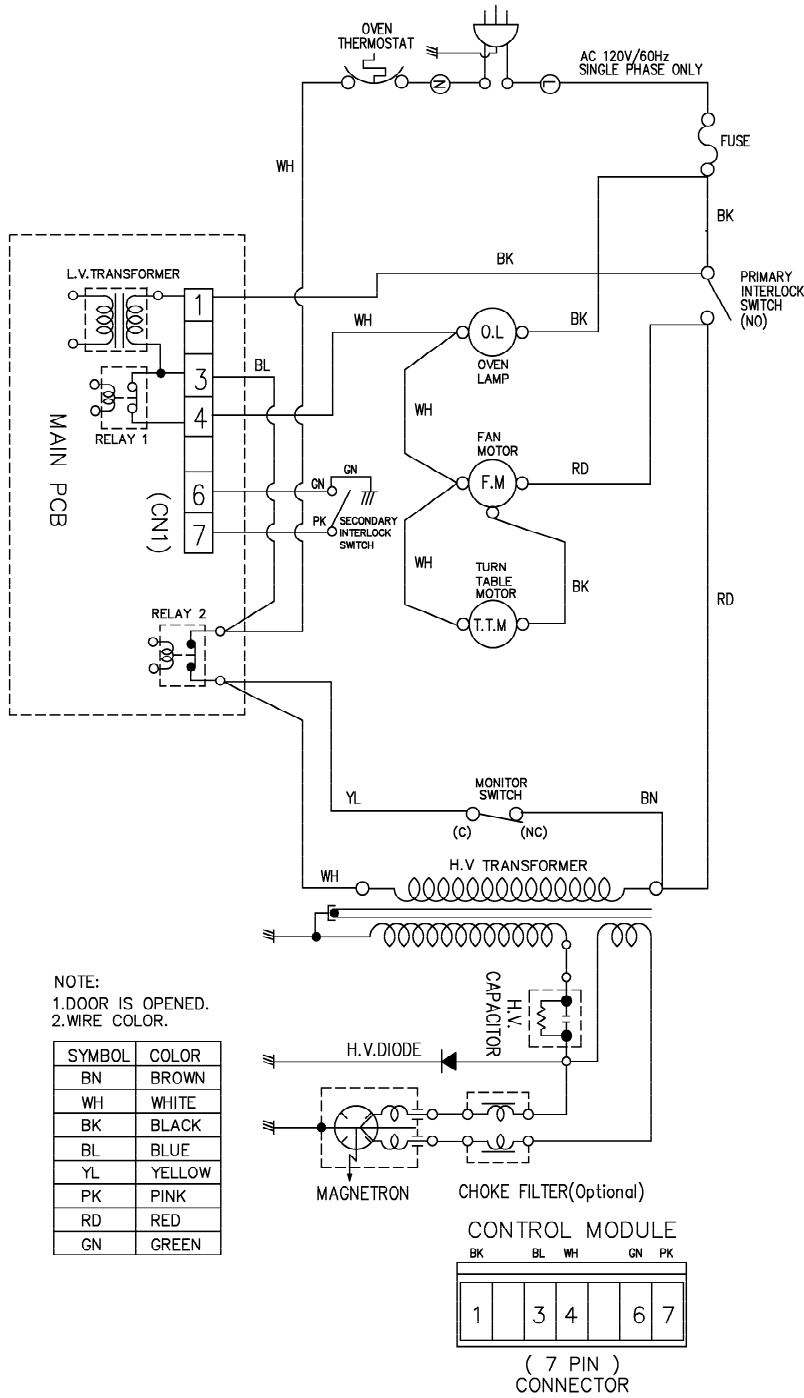 OVEN
THERMOSTAT
AC 120V/60Hz
SINGLE PHASE ONLY
N
L
FUSE
WH
BK
L.V.TRANSFORMER
BK
PRIMARY
INTERLOCK
SWITCH
(NO)
1
WH
O.L
BK
OVEN
LAMP
BL
3
4
RELAY 1
WH
MAIN PCB
(CN1)
FAN
MOTOR
F.M
RD
GN
GN
6
PK
7
SECONDARY
INTERLOCK
SWITCH
WH
TURN
TABLE
MOTOR
BK
T.T.M
RD
RELAY 2
YL
MONITOR
SWITCH
BN
(C)
(NC)
H.V TRANSFORMER
WH
H.V.
CAPACITOR
H.V.DIODE
MAGNETRON
CHOKE FILTER(Optional)
NOTE:
1.DOOR IS OPENED.
2.WIRE COLOR.
SYMBOL COLOR
BN BROWN
WH WHITE
BK BLACK
BL BLUE
YL YELLOW
PK PINK
RD RED
GN GREEN
CONTROL MODULE
BK BL WH GN PK
1 3 4 6 7
( 7 PIN )
CONNECTOR